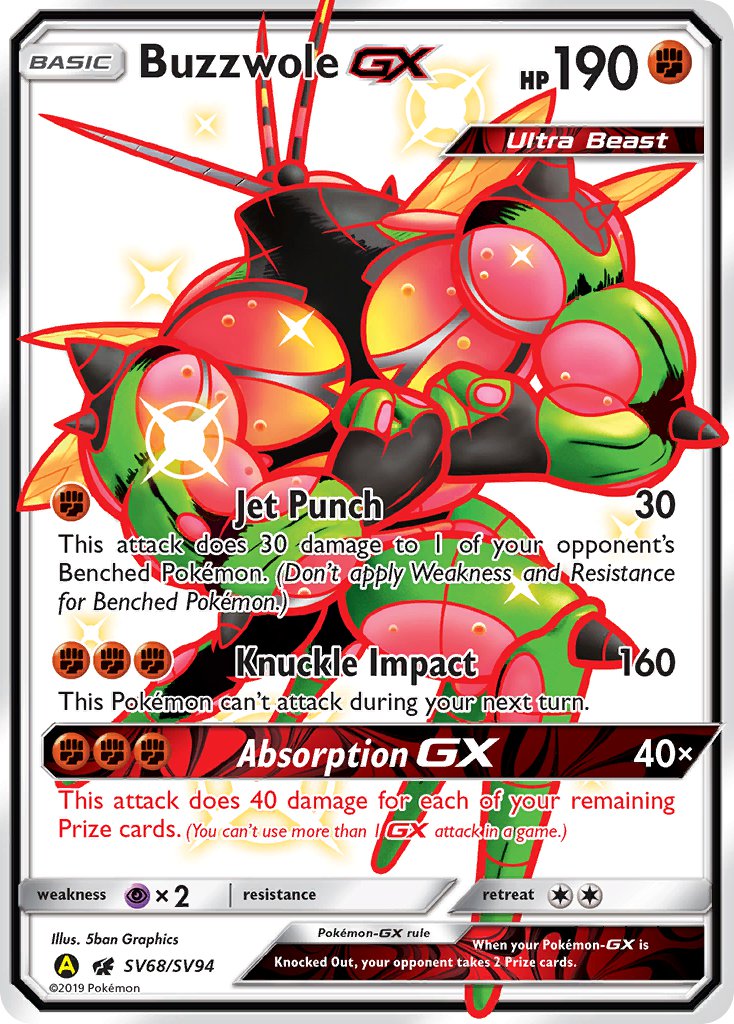 BASIC Buzzwole GX HP 190
Ultra Beast
Jet Punch 30
This attack does 30 damage to 1 of your opponent's
Benched Pokémon. (Don't apply Weakness and Resistance
for Benched Pokémon.)
Knuckle Impact 160
This Pokémon can't attack during your next turn.
Absorption GX 40×
This attack does 40 damage for each of your remaining
Prize cards. (You can't use more than 1 GX attack in a game.)
weakness ×2 resistance retreat
Illus. 5ban Graphics
Pokémon-GX rule
When your Pokémon-GX is
Knocked Out, your opponent takes 2 Prize cards.
A SV68/SV94
©2019 Pokémon